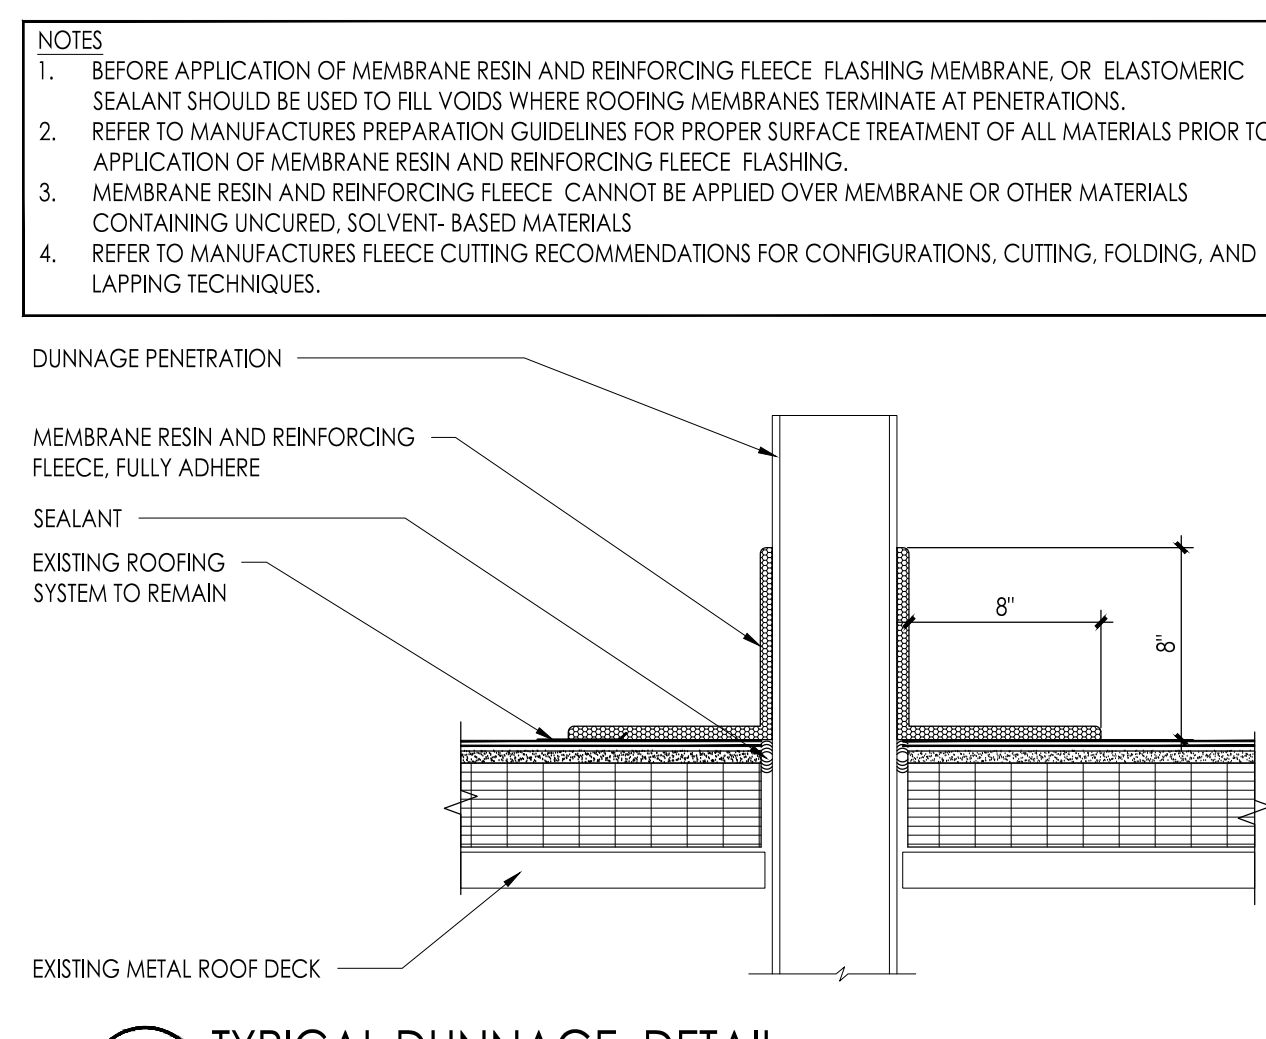 NOTES
1. BEFORE APPLICATION OF MEMBRANE RESIN AND REINFORCING FLEECE FLASHING MEMBRANE, OR ELASTOMERIC
SEALANT SHOULD BE USED TO FILL VOIDS WHERE ROOFING MEMBRANES TERMINATE AT PENETRATIONS.
2. REFER TO MANUFACTURES PREPARATION GUIDELINES FOR PROPER SURFACE TREATMENT OF ALL MATERIALS PRIOR TO
APPLICATION OF MEMBRANE RESIN AND REINFORCING FLEECE FLASHING.
3. MEMBRANE RESIN AND REINFORCING FLEECE CANNOT BE APPLIED OVER MEMBRANE OR OTHER MATERIALS
CONTAINING UNCURED, SOLVENT- BASED MATERIALS
4. REFER TO MANUFACTURES FLEECE CUTTING RECOMMENDATIONS FOR CONFIGURATIONS, CUTTING, FOLDING, AND
LAPPING TECHNIQUES.
DUNNAGE PENETRATION
MEMBRANE RESIN AND REINFORCING
FLEECE, FULLY ADHERE
SEALANT
EXISTING ROOFING
SYSTEM TO REMAIN
8"
8"
EXISTING METAL ROOF DECK
TYPICAL DUNNAGE DETAIL